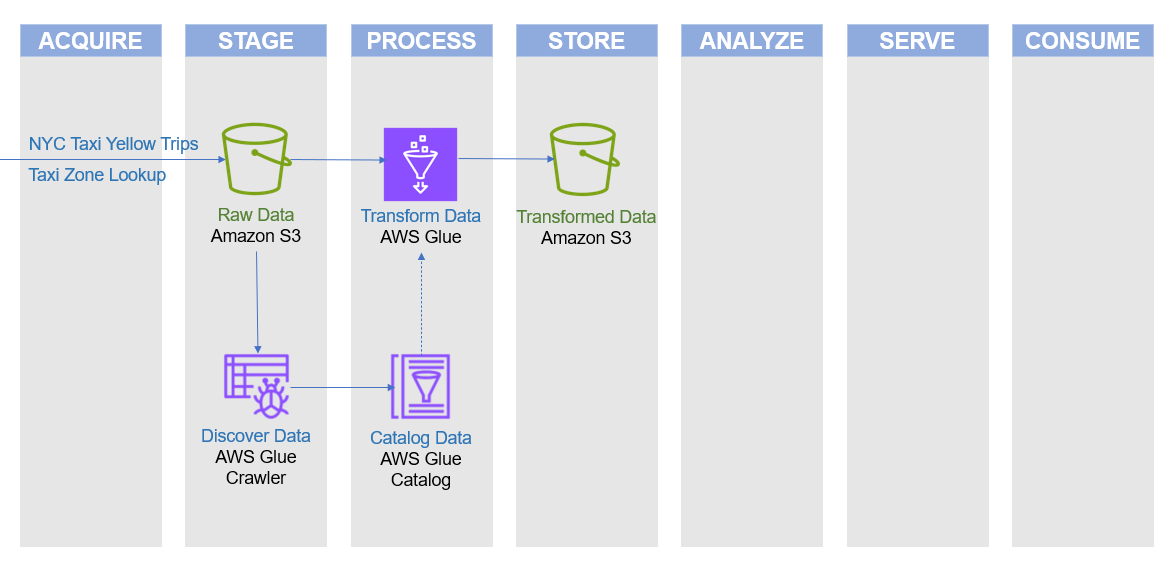 ACQUIRE
STAGE
PROCESS
STORE
ANALYZE
SERVE
CONSUME
NYC Taxi Yellow Trips
Taxi Zone Lookup
Raw Data
Amazon S3
Transform Data
AWS Glue
Transformed Data
Amazon S3
Discover Data
AWS Glue
Crawler
Catalog Data
AWS Glue
Catalog